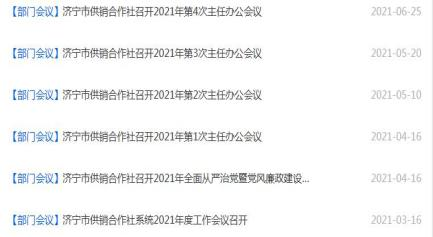 【部门会议】济宁市供销合作社召开2021年第4次主任办公会议 2021-06-25
【部门会议】济宁市供销合作社召开2021年第3次主任办公会议 2021-05-20
【部门会议】济宁市供销合作社召开2021年第2次主任办公会议 2021-05-10
【部门会议】济宁市供销合作社召开2021年第1次主任办公会议 2021-04-16
【部门会议】济宁市供销合作社召开2021年全面从严治党暨党风廉政建设... 2021-04-16
【部门会议】济宁市供销合作社系统2021年度工作会议召开 2021-03-16